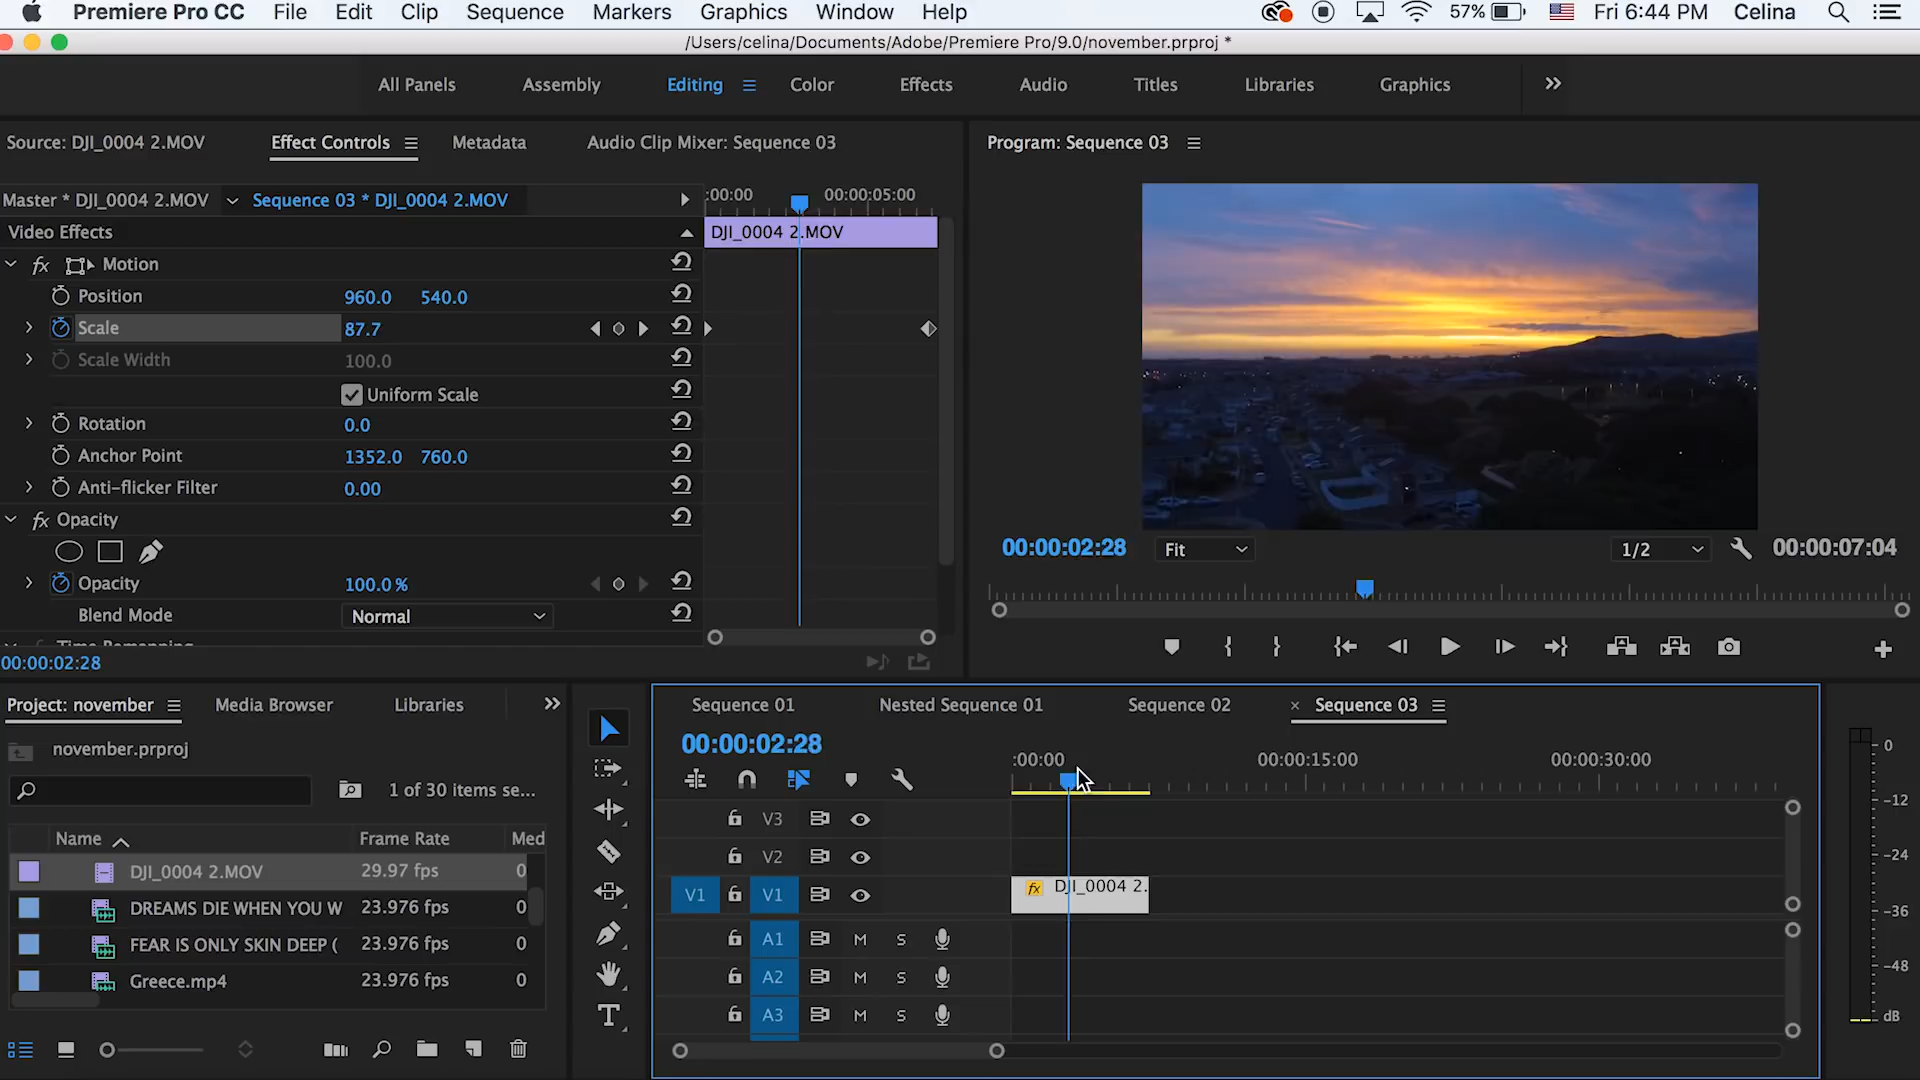 Premiere Pro CC File Edit Clip Sequence Markers Graphics Window Help 57% Fri 6:44 PM Celina
/Users/celina/Documents/Adobe/Premiere Pro/9.0/november.prproj *
All Panels Assembly Editing Color Effects Audio Titles Libraries Graphics
Source: DJI_0004 2.MOV Effect Controls Metadata Audio Clip Mixer: Sequence 03
Program: Sequence 03
Master * DJI_0004 2.MOV Sequence 03 * DJI_0004 2.MOV :00:00 00:00:05:00
Video Effects DJI_0004 2.MOV
fx Motion
Position 960.0 540.0
Scale 87.7
Scale Width 100.0
Uniform Scale
Rotation 0.0
Anchor Point 1352.0 760.0
Anti-flicker Filter 0.00
fx Opacity
Opacity 100.0 %
Blend Mode Normal
Time Remapping
00:00:02:28
00:00:02:28 Fit 1/2 00:00:07:04
Project: november Media Browser Libraries
november.prproj
1 of 30 items se...
Name Frame Rate Med
DJI_0004 2.MOV 29.97 fps 0
DREAMS DIE WHEN YOU W 23.976 fps 0
FEAR IS ONLY SKIN DEEP ( 23.976 fps 0
Greece.mp4 23.976 fps 0
Sequence 01 Nested Sequence 01 Sequence 02 × Sequence 03
00:00:02:28 :00:00 00:00:15:00 00:00:30:00
V3
V2
V1 V1 fx DJI_0004 2.
A1 M S
A2 M S
A3 M S
T
0
-12
-24
-36
-48
dB